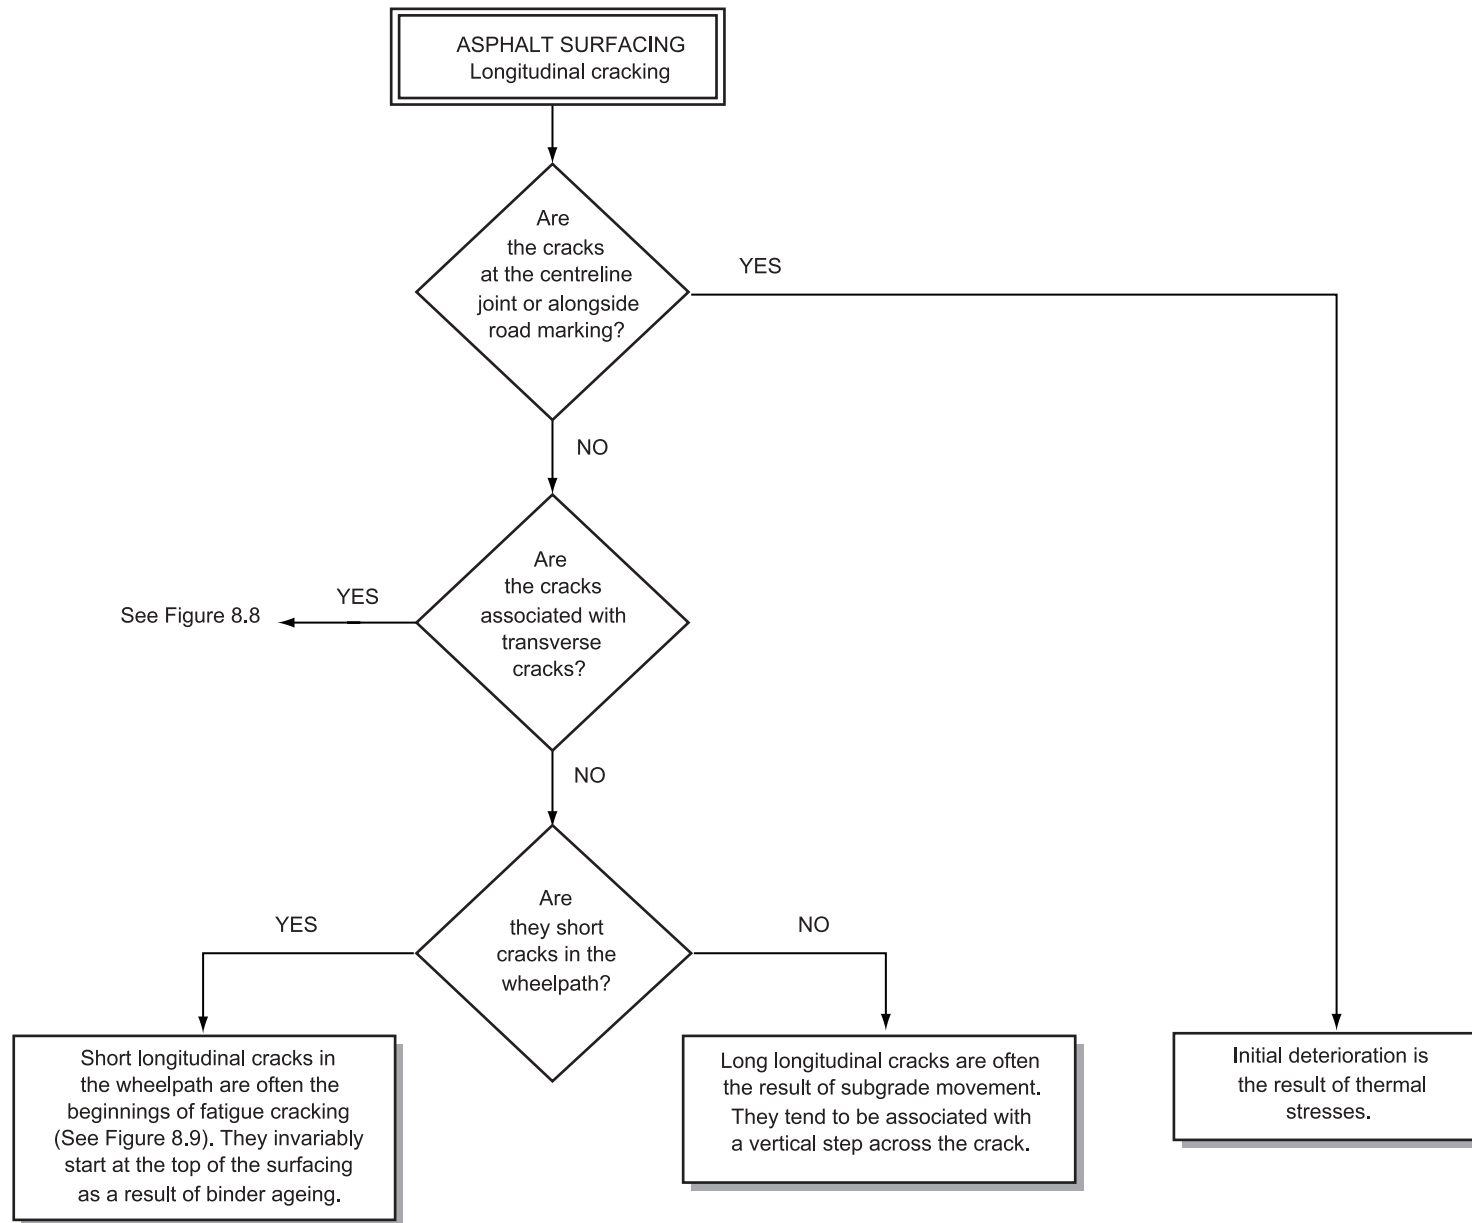 ASPHALT SURFACING
Longitudinal cracking
Are
the cracks
at the centreline
joint or alongside
road marking?
YES
NO
Are
the cracks
associated with
transverse
cracks?
YES
See Figure 8.8
NO
Are
they short
cracks in the
wheelpath?
YES
NO
Short longitudinal cracks in
the wheelpath are often the
beginnings of fatigue cracking
(See Figure 8.9). They invariably
start at the top of the surfacing
as a result of binder ageing.
Long longitudinal cracks are often
the result of subgrade movement.
They tend to be associated with
a vertical step across the crack.
Initial deterioration is
the result of thermal
stresses.